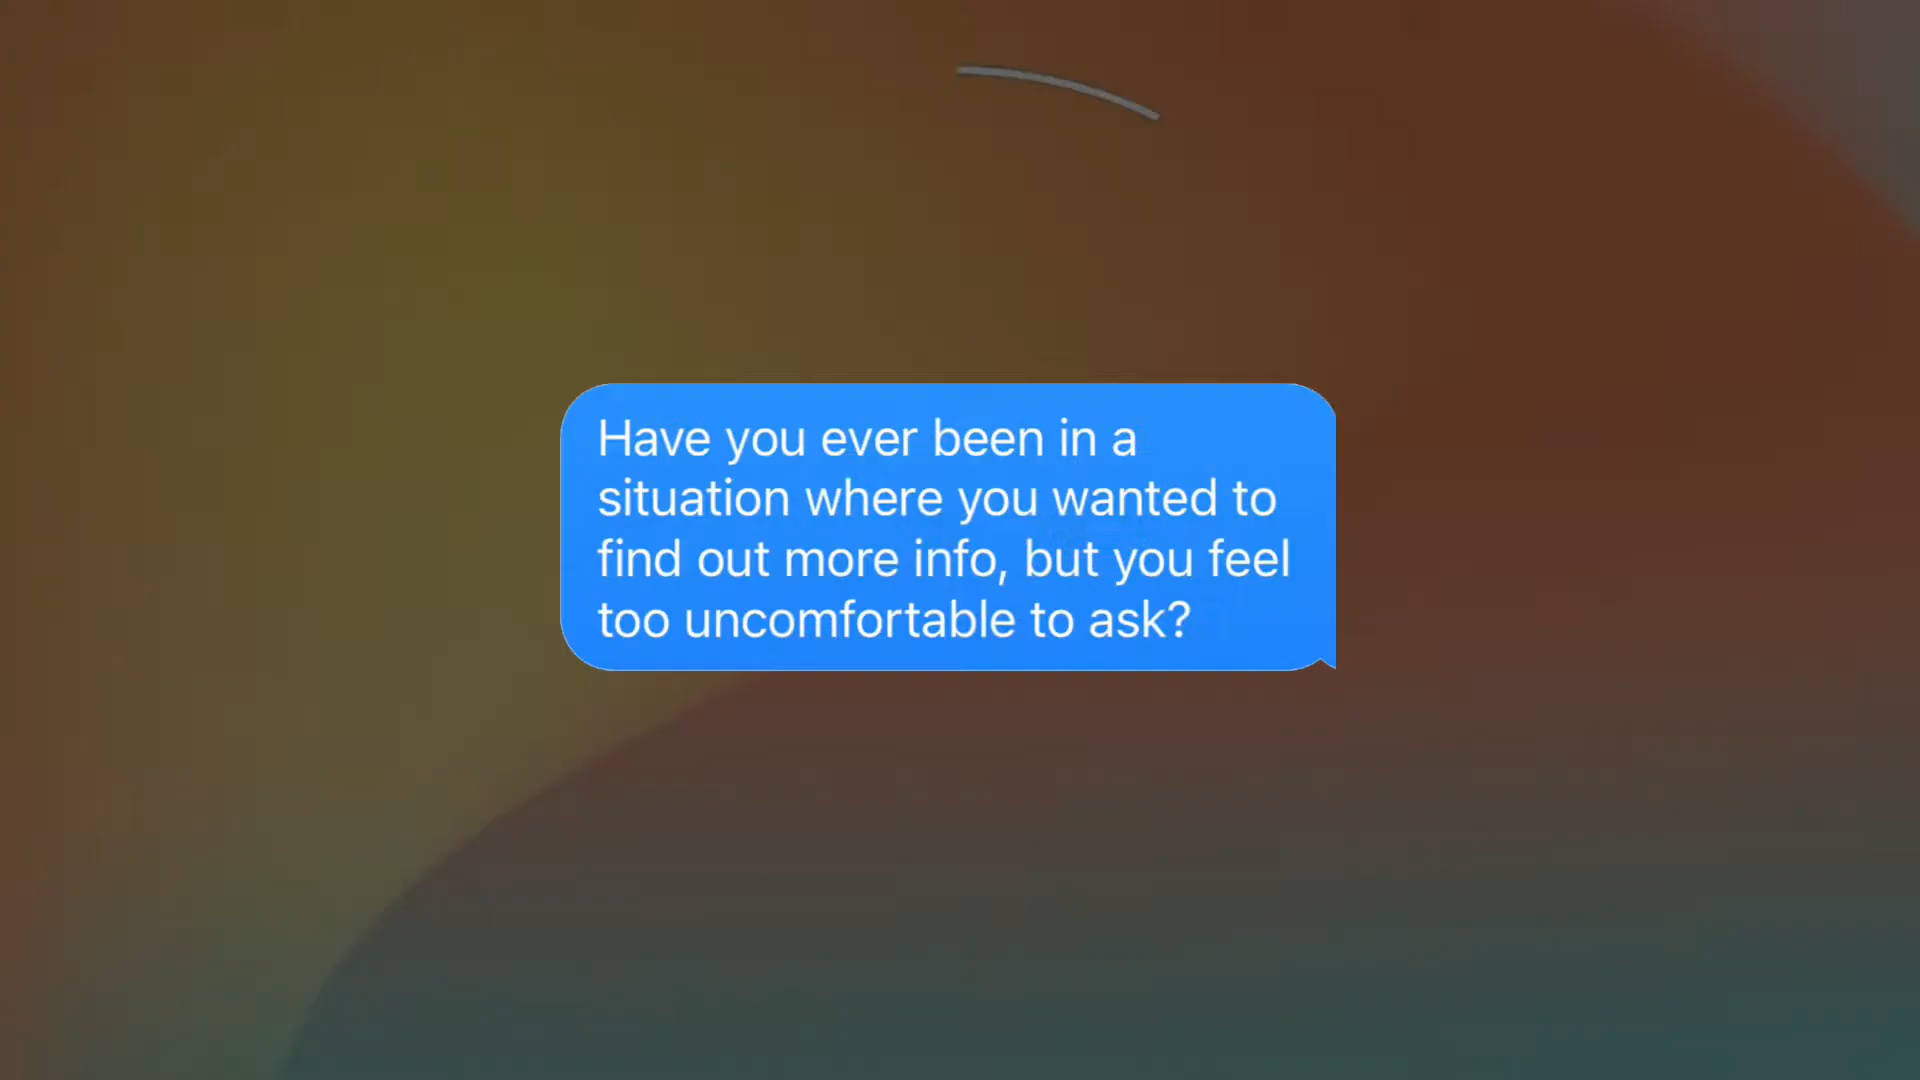 Have you ever been in a
situation where you wanted to
find out more info, but you feel
too uncomfortable to ask?